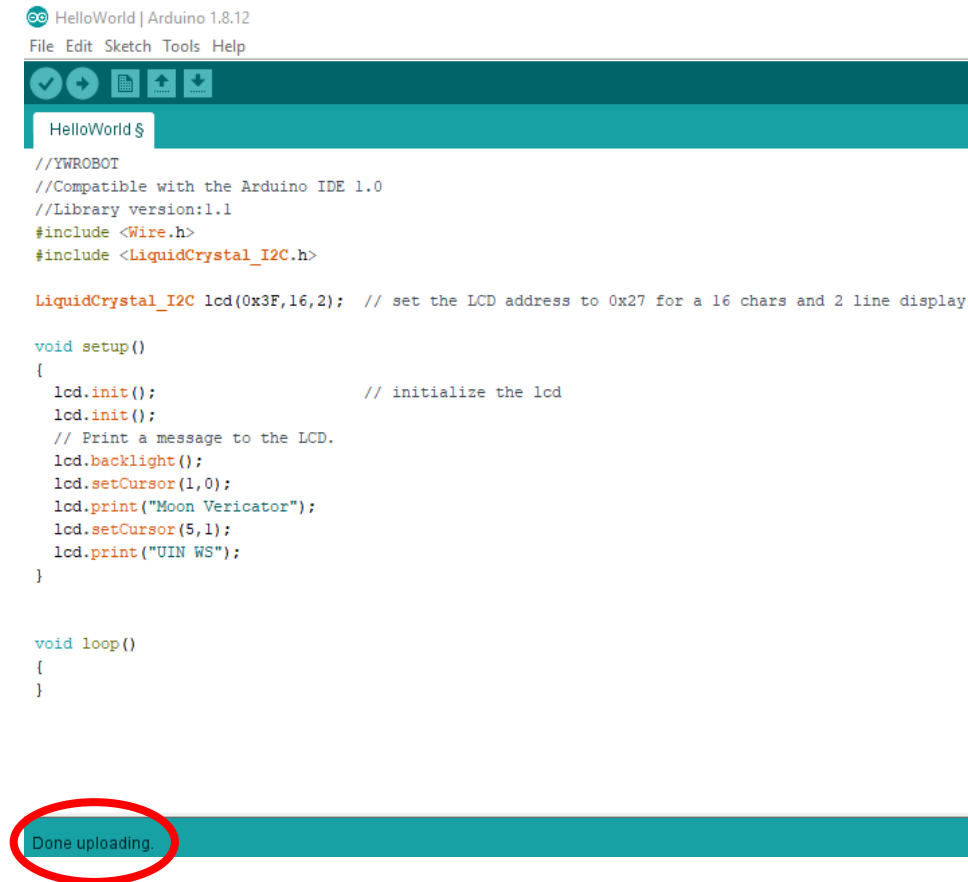 HelloWorld | Arduino 1.8.12
File Edit Sketch Tools Help
HelloWorld §
//YWROBOT
//Compatible with the Arduino IDE 1.0
//Library version:1.1
#include <Wire.h>
#include <LiquidCrystal_I2C.h>
LiquidCrystal_I2C lcd(0x3F,16,2);  // set the LCD address to 0x27 for a 16 chars and 2 line display
void setup()
{
  lcd.init();                      // initialize the lcd
  lcd.init();
  // Print a message to the LCD.
  lcd.backlight();
  lcd.setCursor(1,0);
  lcd.print("Moon Vericator");
  lcd.setCursor(5,1);
  lcd.print("UIN WS");
}
void loop()
{
}
Done uploading.